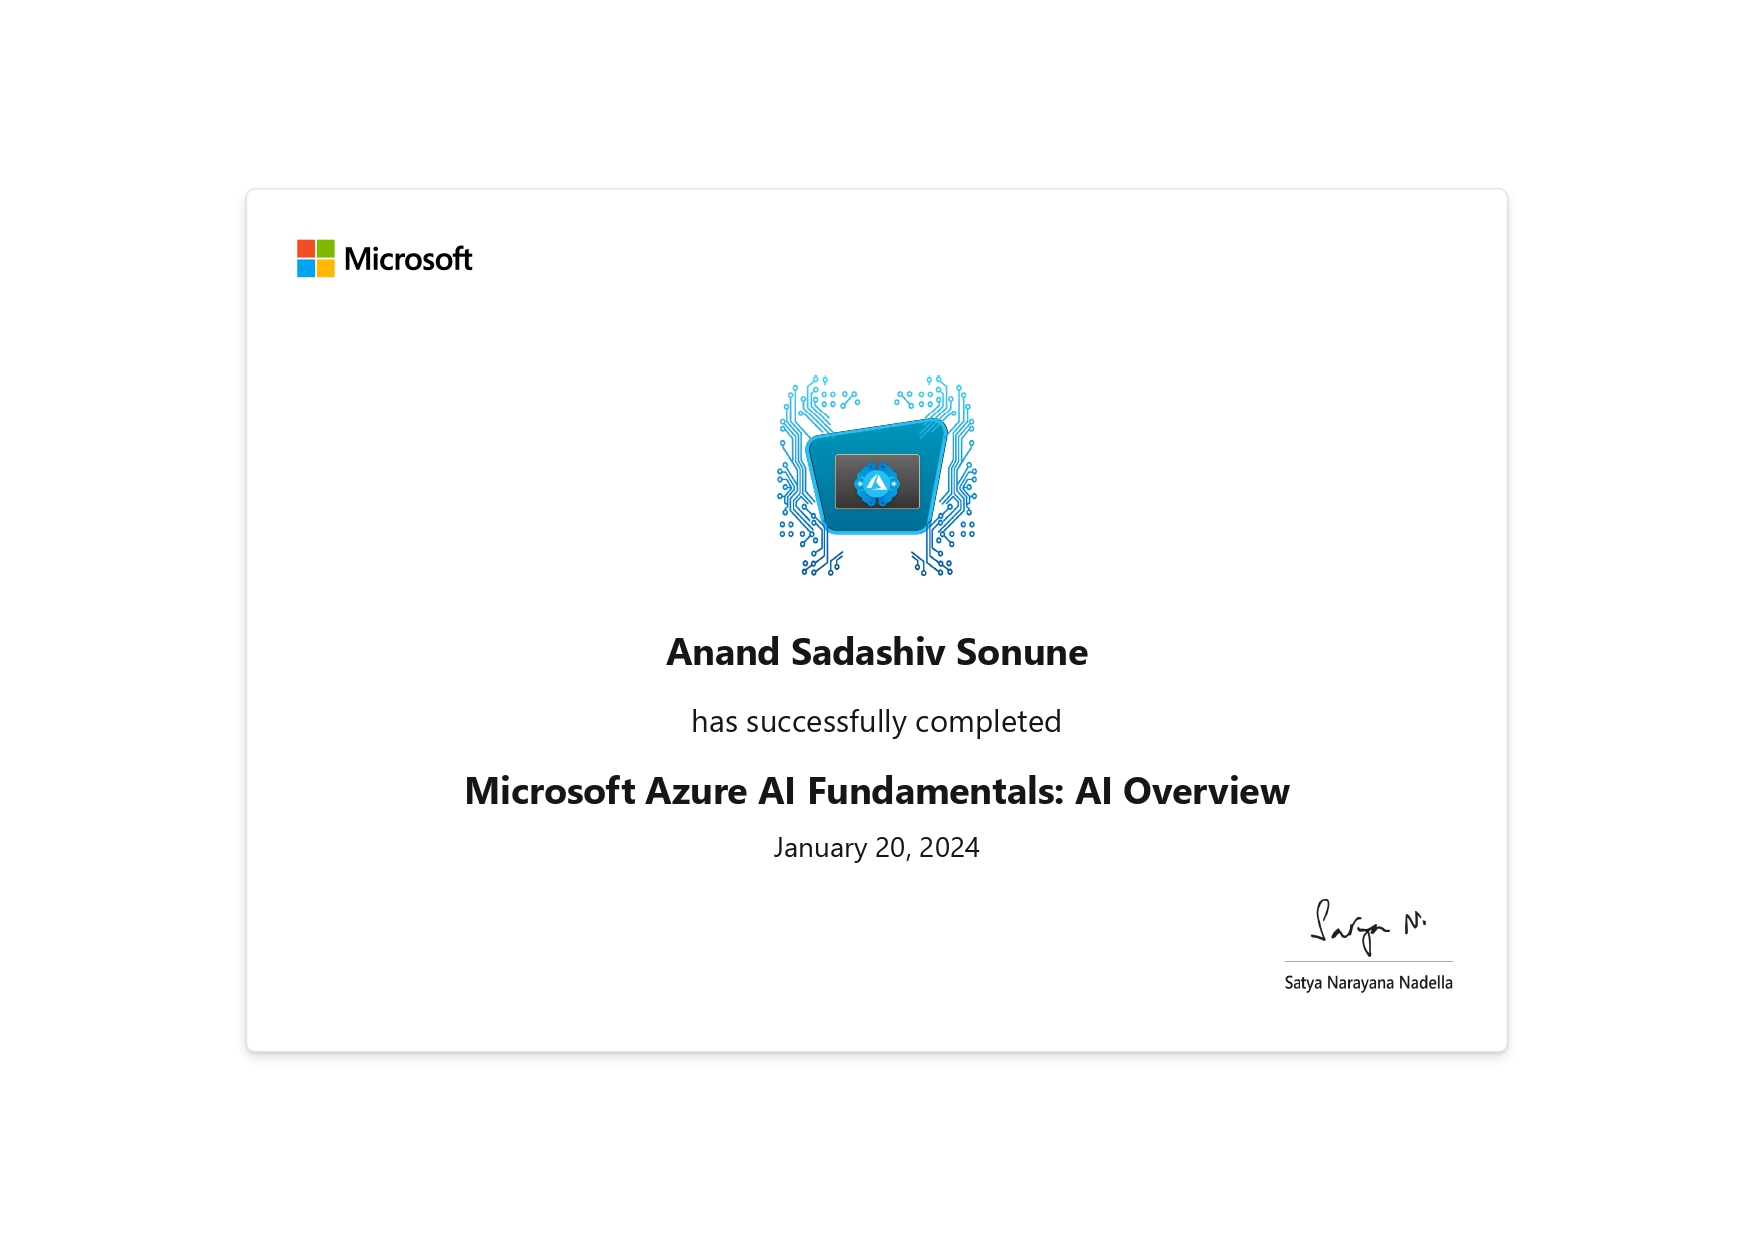 Microsoft
Anand Sadashiv Sonune
has successfully completed
Microsoft Azure AI Fundamentals: AI Overview
January 20, 2024
Satya N.
Satya Narayana Nadella